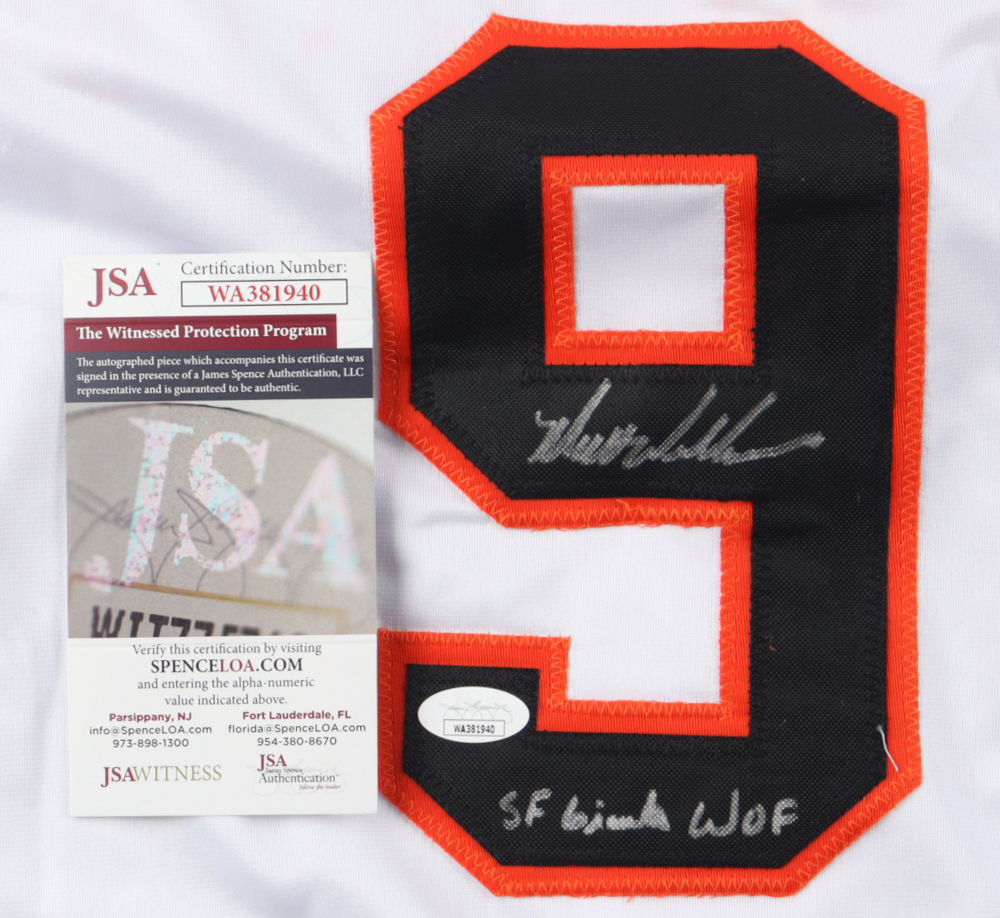 JSA
Certification Number:
WA381940
The Witnessed Protection Program
The autographed piece which accompanies this certificate was
signed in the presence of a James Spence Authentication, LLC
representative and is guaranteed to be authentic.
JSA
Verify this certification by visiting
SPENCELOA.COM
and entering the alpha-numeric
value indicated above.
Parsippany, NJ
info@SpenceLOA.com
973-898-1300
Fort Lauderdale, FL
florida@SpenceLOA.com
954-380-8670
JSAWITNESS
JSA
Authentication
9
WA381940
SF Giants WOF